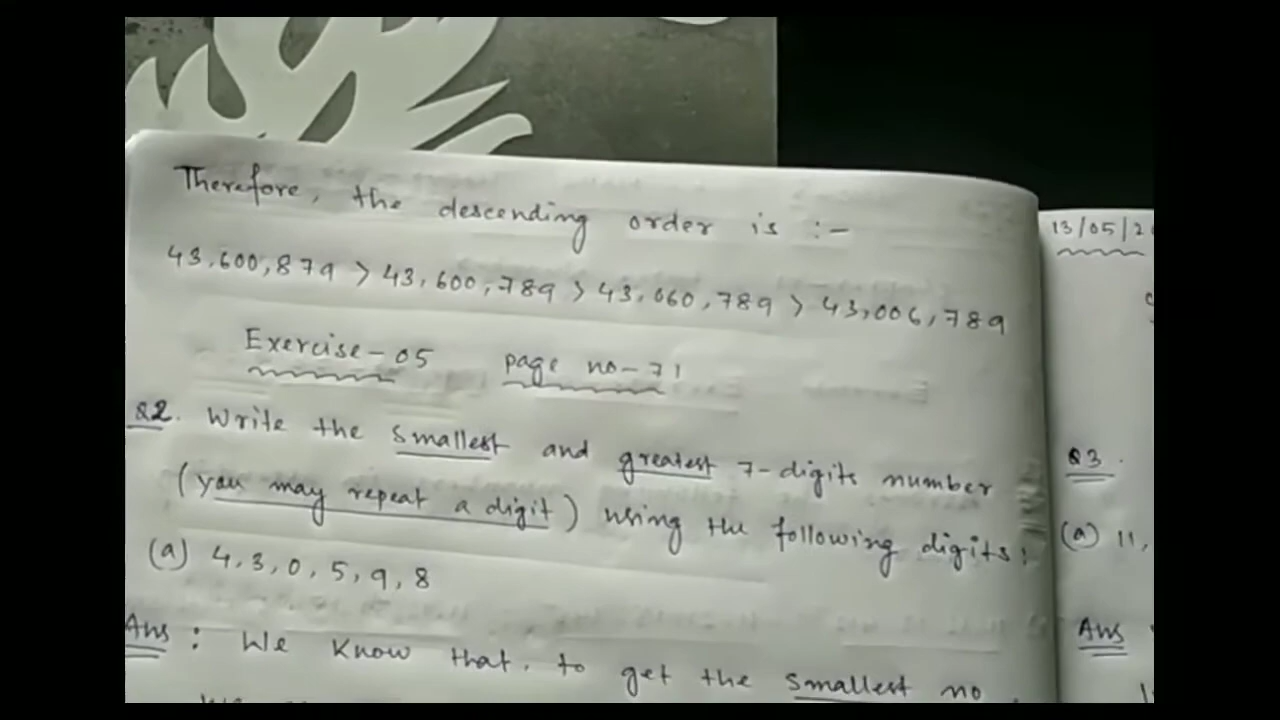 Therefore, the descending order is :-
43,600,879 > 43,600,789 > 43,060,789 > 43,006,789
Exercise-05 page no-71
Q2. Write the smallest and greatest 7-digits number
(you may repeat a digit) using the following digits:
(a) 4,3,0,5,9,8
Ans: We know that, to get the smallest no.
13/05/2
Q3.
(a) 11,
Ans